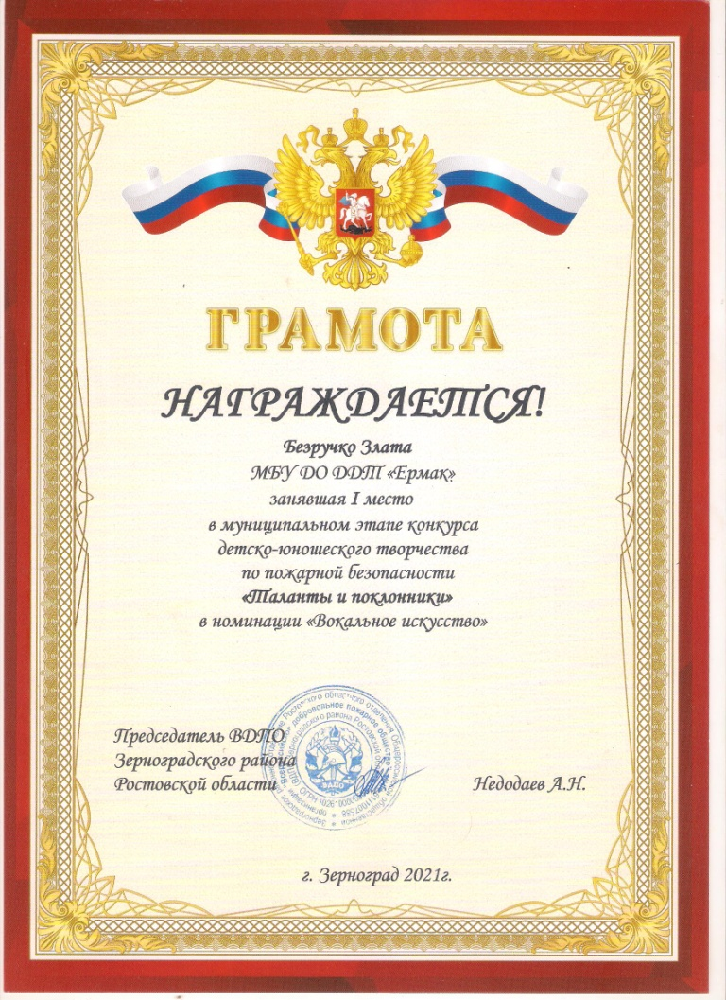 ГРАМОТА
НАГРАЖДАЕТСЯ!
Безручко Злата
МБУ ДО ДДТ «Ермак»
занявшая I место
в муниципальном этапе конкурса
детско-юношеского творчества
по пожарной безопасности
«Таланты и поклонники»
в номинации «Вокальное искусство»
Председатель ВДПО
Зерноградского района
Ростовской области
Недодаев А.Н.
ВДПО
г. Зерноград 2021г.